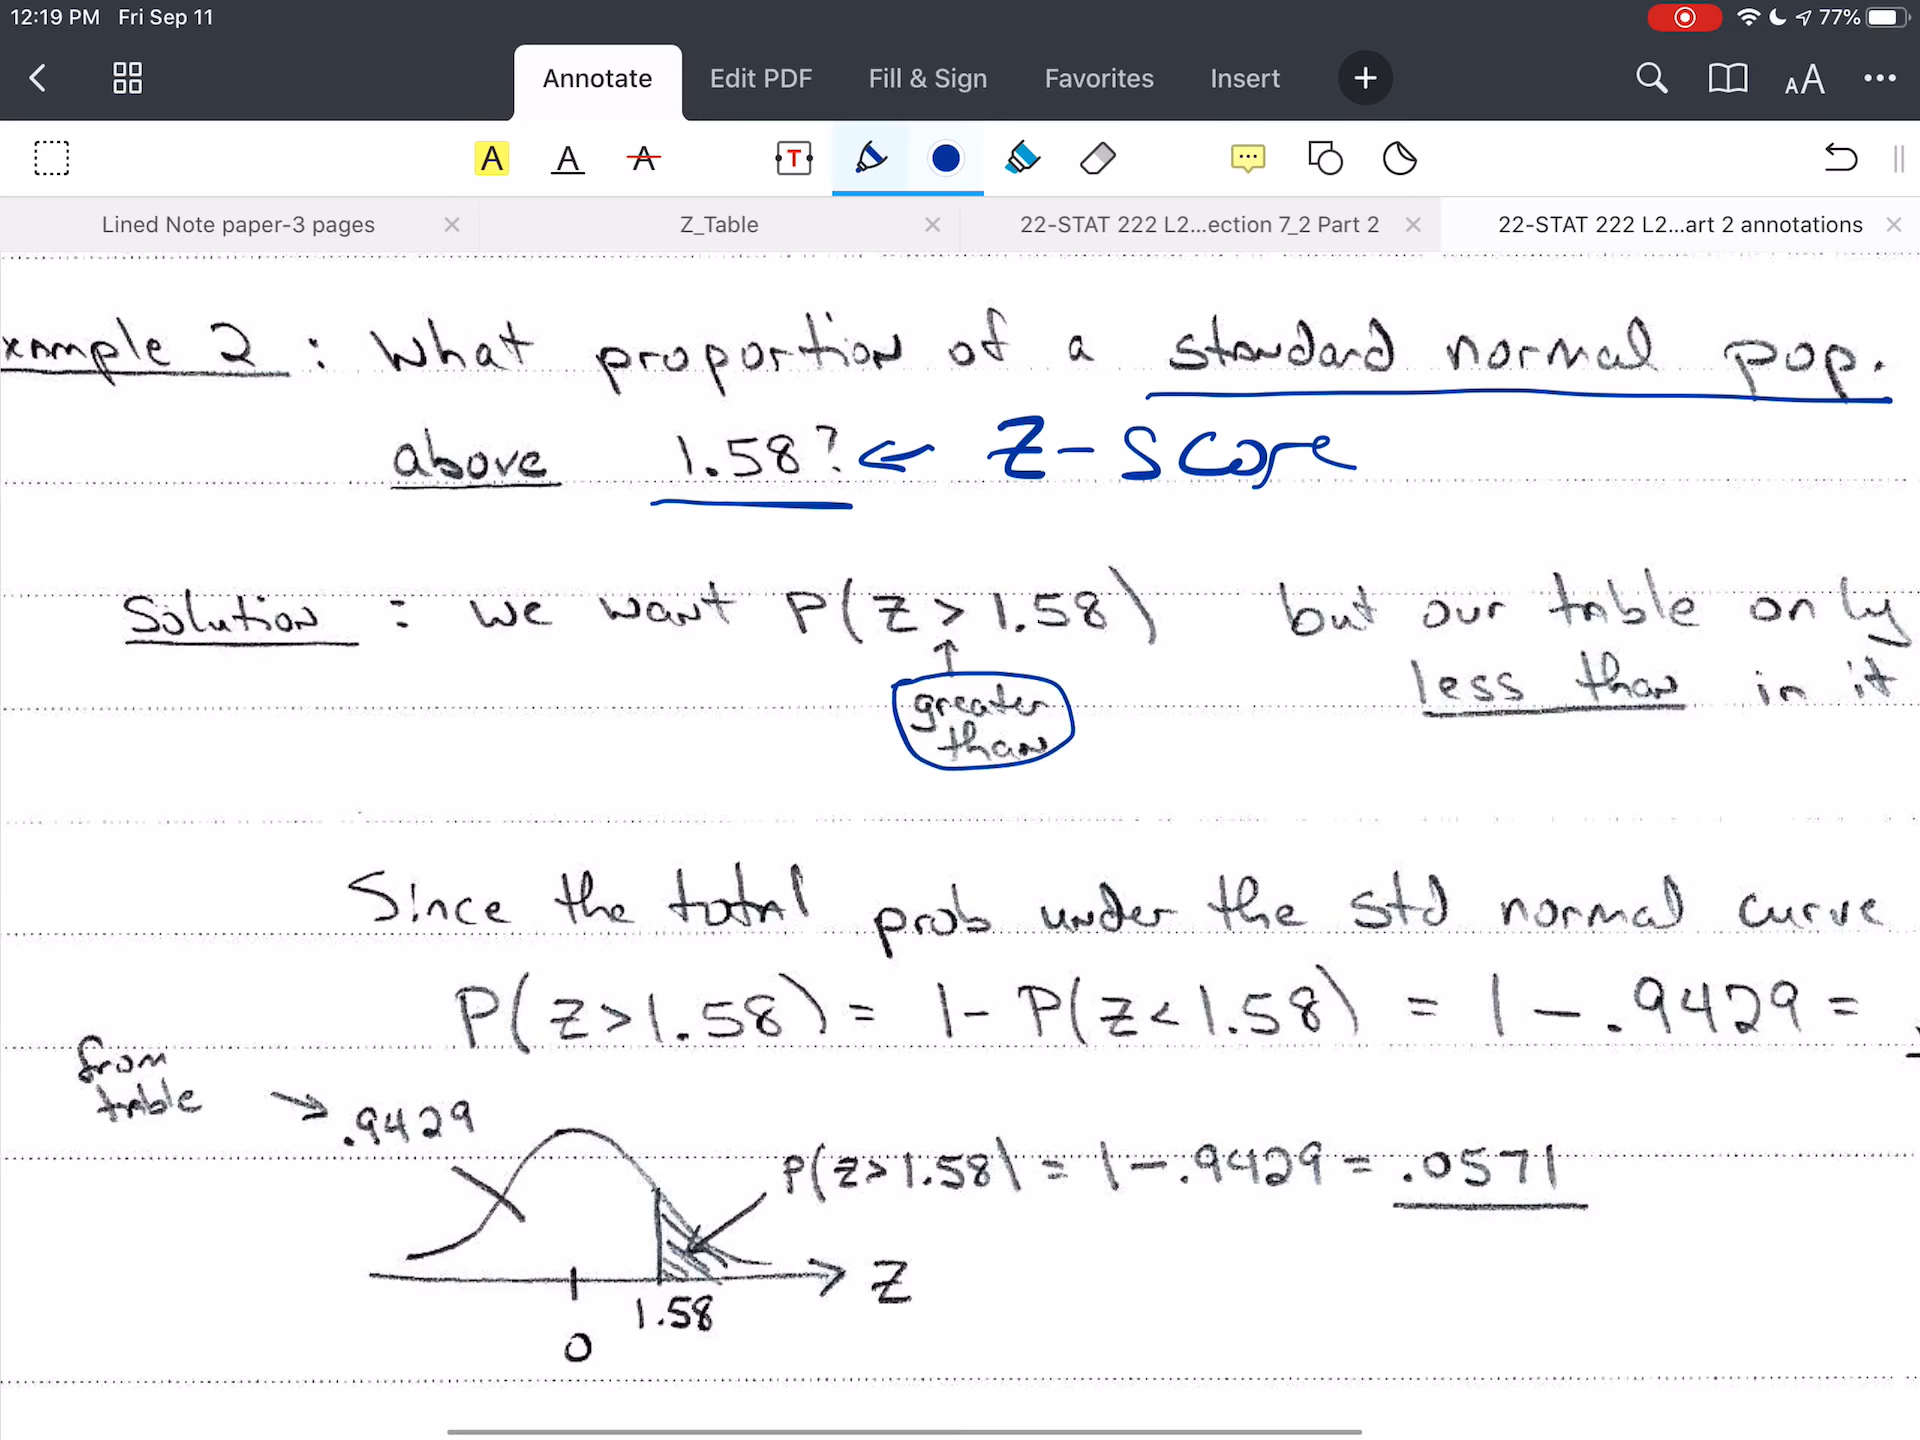 12:19 PM Fri Sep 11
77%
Annotate Edit PDF Fill & Sign Favorites Insert
AA
A A A T
Lined Note paper-3 pages Z_Table 22-STAT 222 L2...ection 7_2 Part 2 22-STAT 222 L2...art 2 annotations
xample 2 : What proportion of a standard normal pop.
above 1.58? ← Z-score
Solution : we want P(Z > 1.58) but our table only
↑ less than in it
greater
than
Since the total prob under the std normal curve
P(Z>1.58) = 1- P(Z<1.58) = 1 - .9429 =
from
table → .9429
P(Z>1.58) = 1-.9429 = .0571
Z
1.58
0